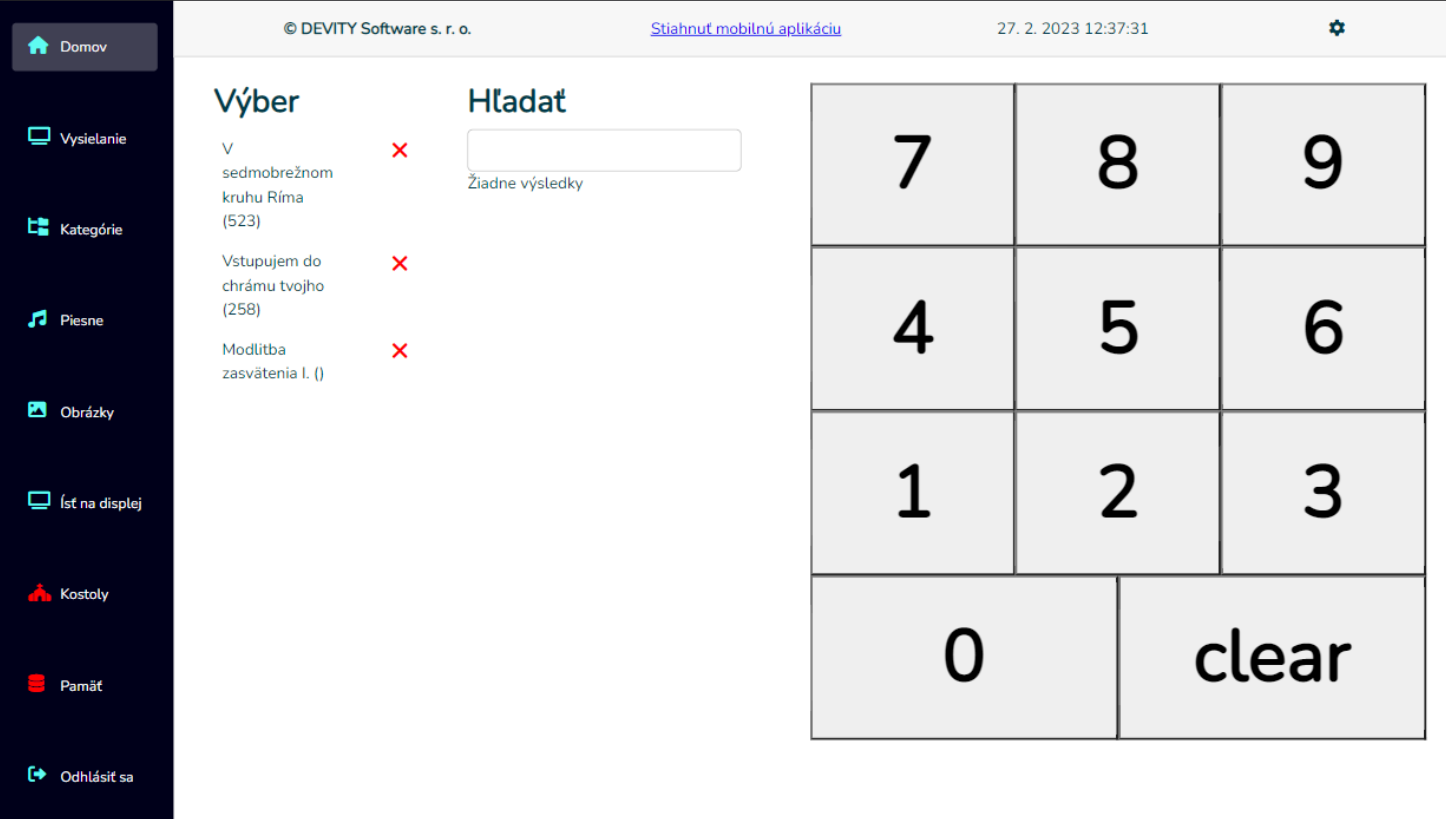 Domov
Vysielanie
Kategórie
Piesne
Obrázky
Ísť na displej
Kostoly
Pamäť
Odhlásiť sa
© DEVITY Software s. r. o.
Stiahnuť mobilnú aplikáciu
27. 2. 2023 12:37:31
Výber
V
sedmobrežnom
kruhu Ríma
(523)
Vstupujem do
chrámu tvojho
(258)
Modlitba
zasvätenia I. ()
Hľadať
Žiadne výsledky
7 8 9
4 5 6
1 2 3
0 clear